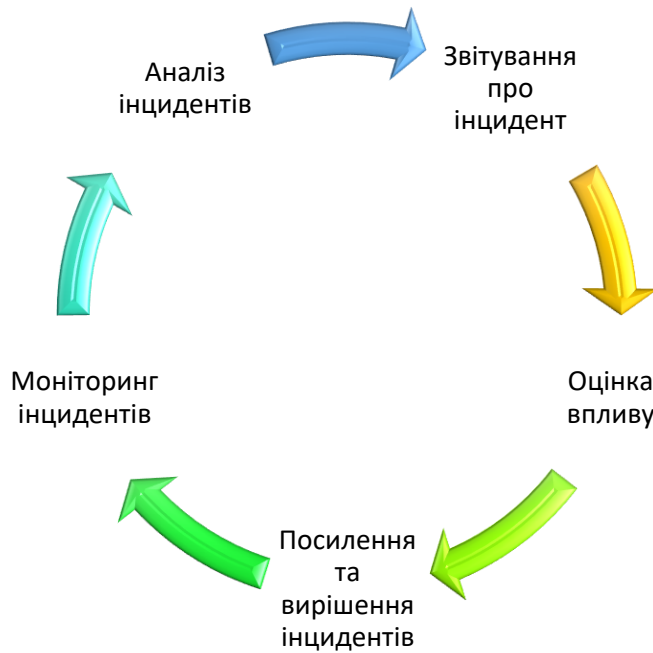 Аналіз
інцидентів
Звітування
про
інцидент
Оцінка
впливу
Посилення
та
вирішення
інцидентів
Моніторинг
інцидентів